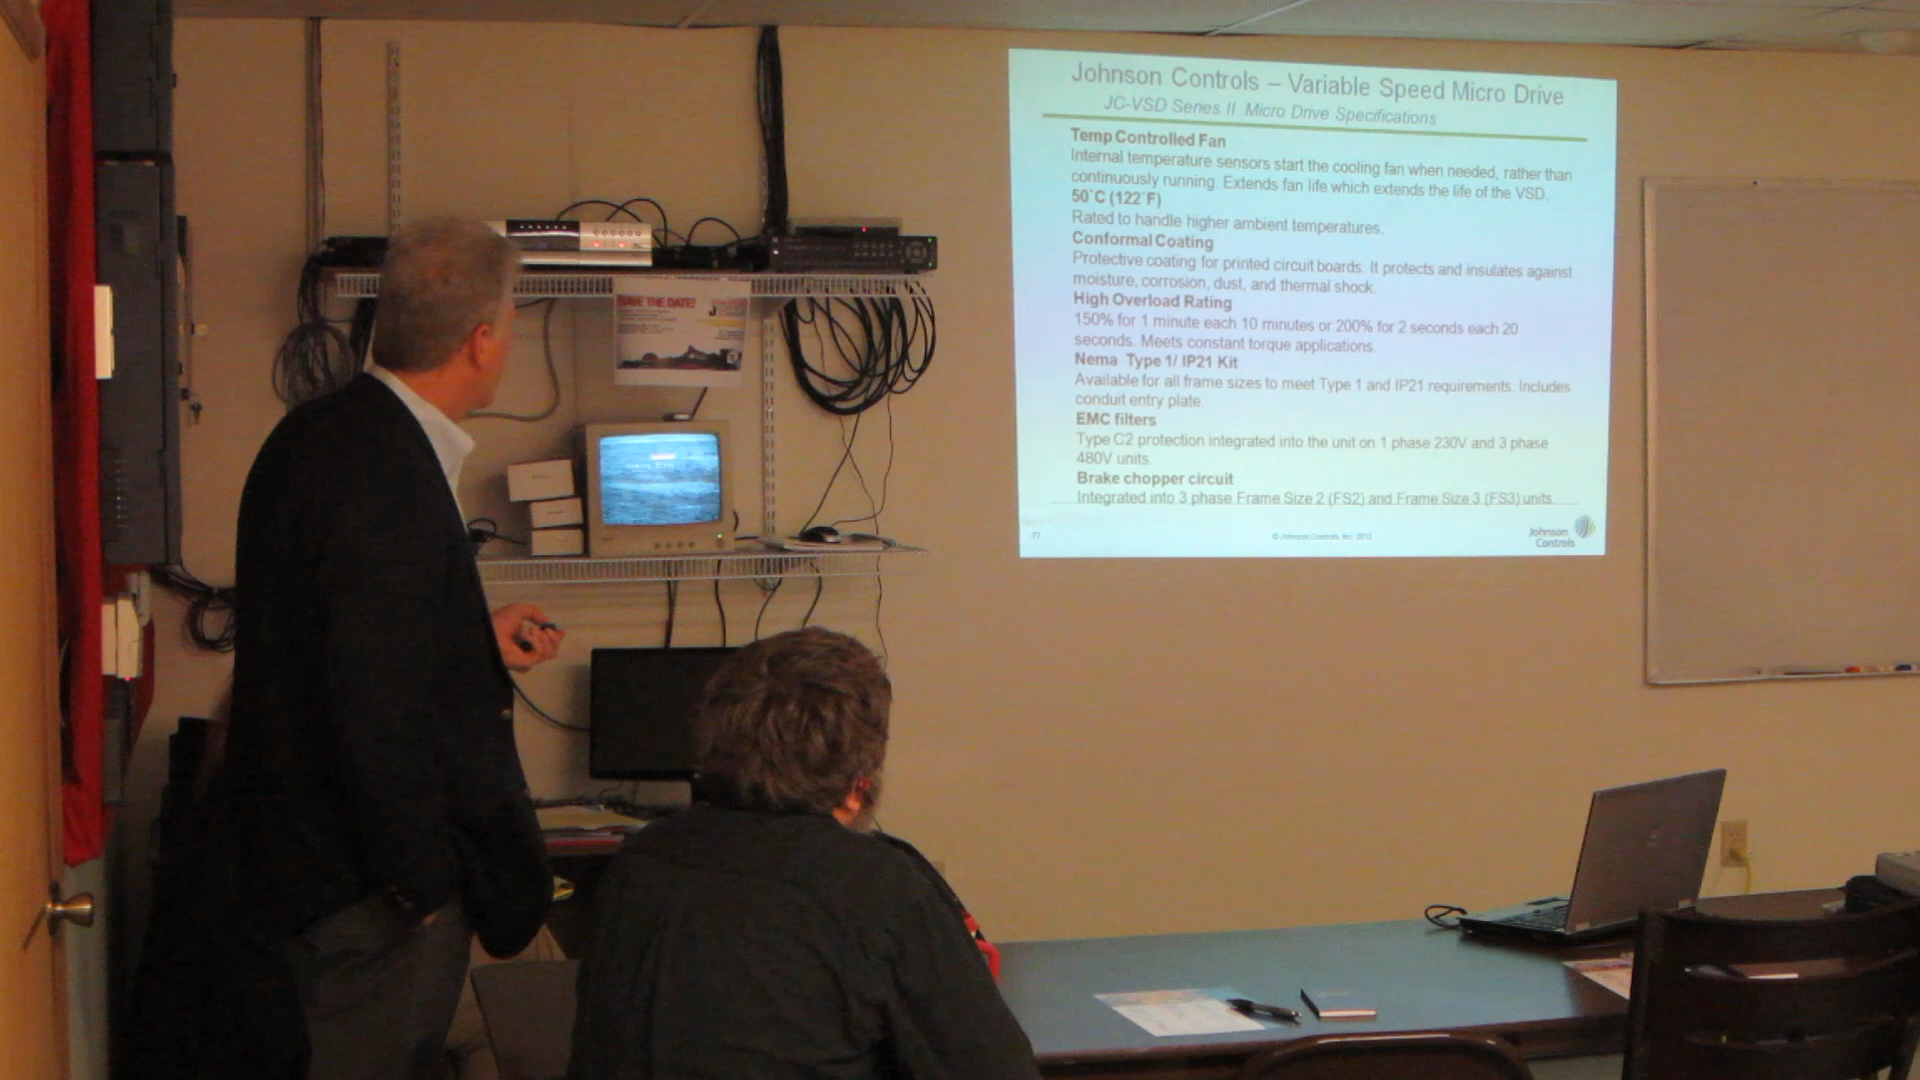 Johnson Controls – Variable Speed Micro Drive
JC-VSD Series II Micro Drive Specifications
Temp Controlled Fan
Internal temperature sensors start the cooling fan when needed, rather than
continuously running. Extends fan life which extends the life of the VSD.
50°C (122°F)
Rated to handle higher ambient temperatures.
Conformal Coating
Protective coating for printed circuit boards. It protects and insulates against
moisture, corrosion, dust, and thermal shock.
High Overload Rating
150% for 1 minute each 10 minutes or 200% for 2 seconds each 20
seconds. Meets constant torque applications.
Nema Type 1/ IP21 Kit
Available for all frame sizes to meet Type 1 and IP21 requirements. Includes
conduit entry plate.
EMC filters
Type C2 protection integrated into the unit on 1 phase 230V and 3 phase
480V units.
Brake chopper circuit
Integrated into 3 phase Frame Size 2 (FS2) and Frame Size 3 (FS3) units.
77
© Johnson Controls, Inc. 2013
Johnson
Controls
SAVE THE DATE!